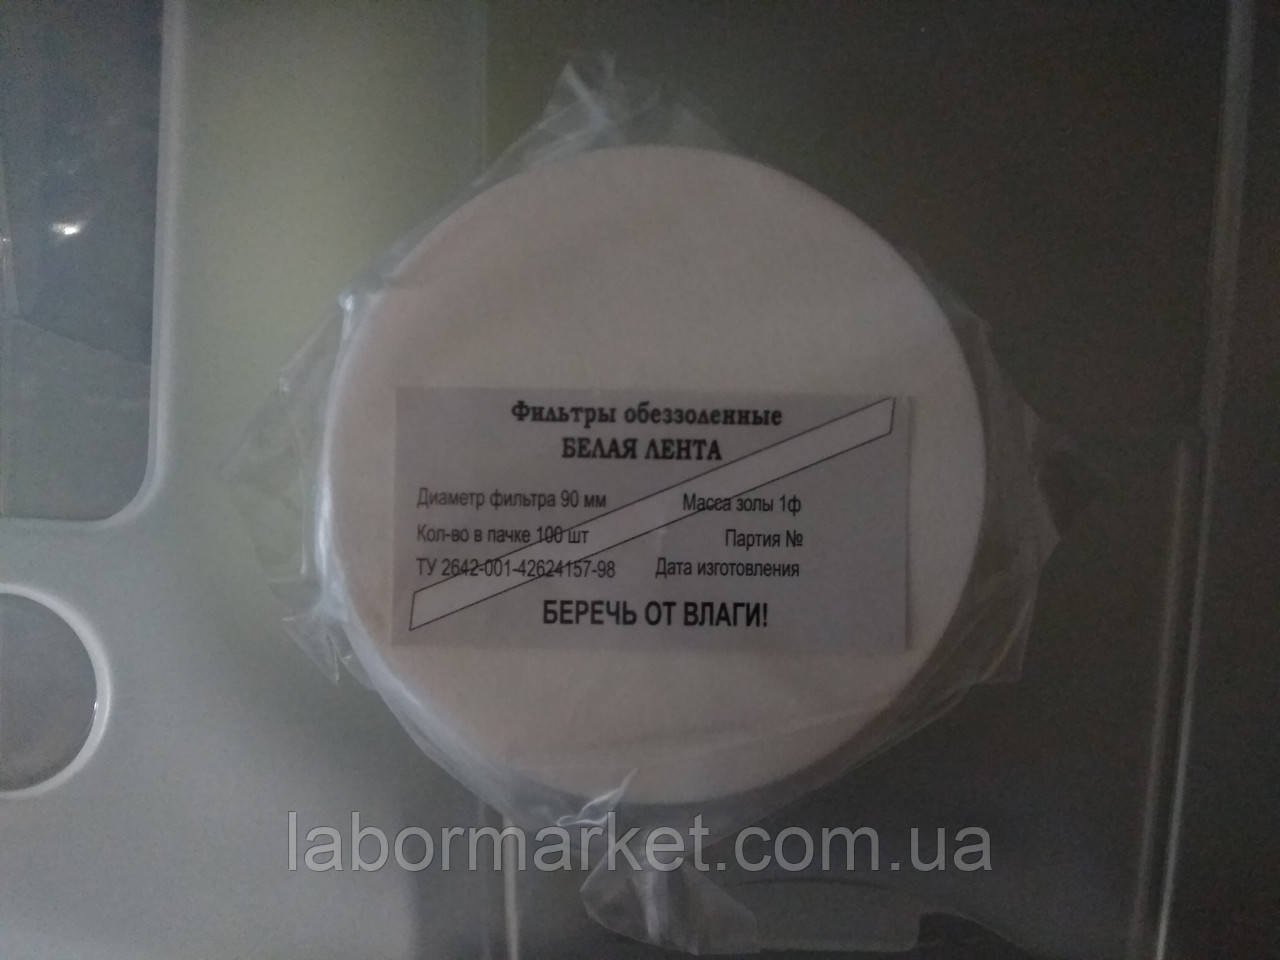 Фильтры обеззоленные
БЕЛАЯ ЛЕНТА
Диаметр фильтра 90 мм Масса золы 1ф
Кол-во в пачке 100 шт Партия №
ТУ 2642-001-42624157-98 Дата изготовления
БЕРЕЧЬ ОТ ВЛАГИ!
labormarket.com.ua